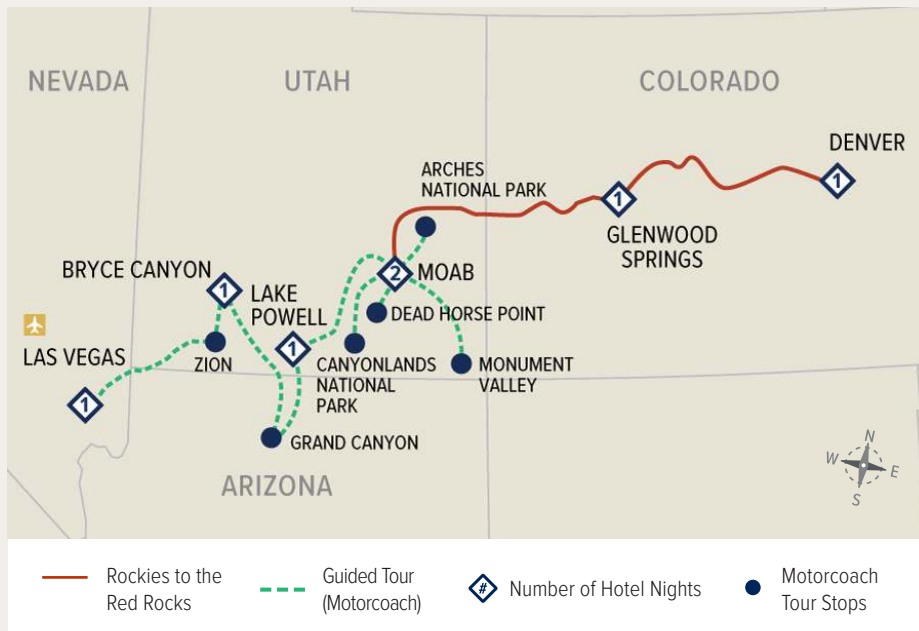 NEVADA
UTAH
COLORADO
DENVER
1
ARCHES
NATIONAL PARK
1
GLENWOOD
SPRINGS
2
MOAB
BRYCE CANYON
1
LAKE
POWELL
1
DEAD HORSE POINT
LAS VEGAS
1
ZION
CANYONLANDS
NATIONAL
PARK
MONUMENT
VALLEY
GRAND CANYON
ARIZONA
N
W
E
S
Rockies to the
Red Rocks
Guided Tour
(Motorcoach)
#
Number of Hotel Nights
Motorcoach
Tour Stops